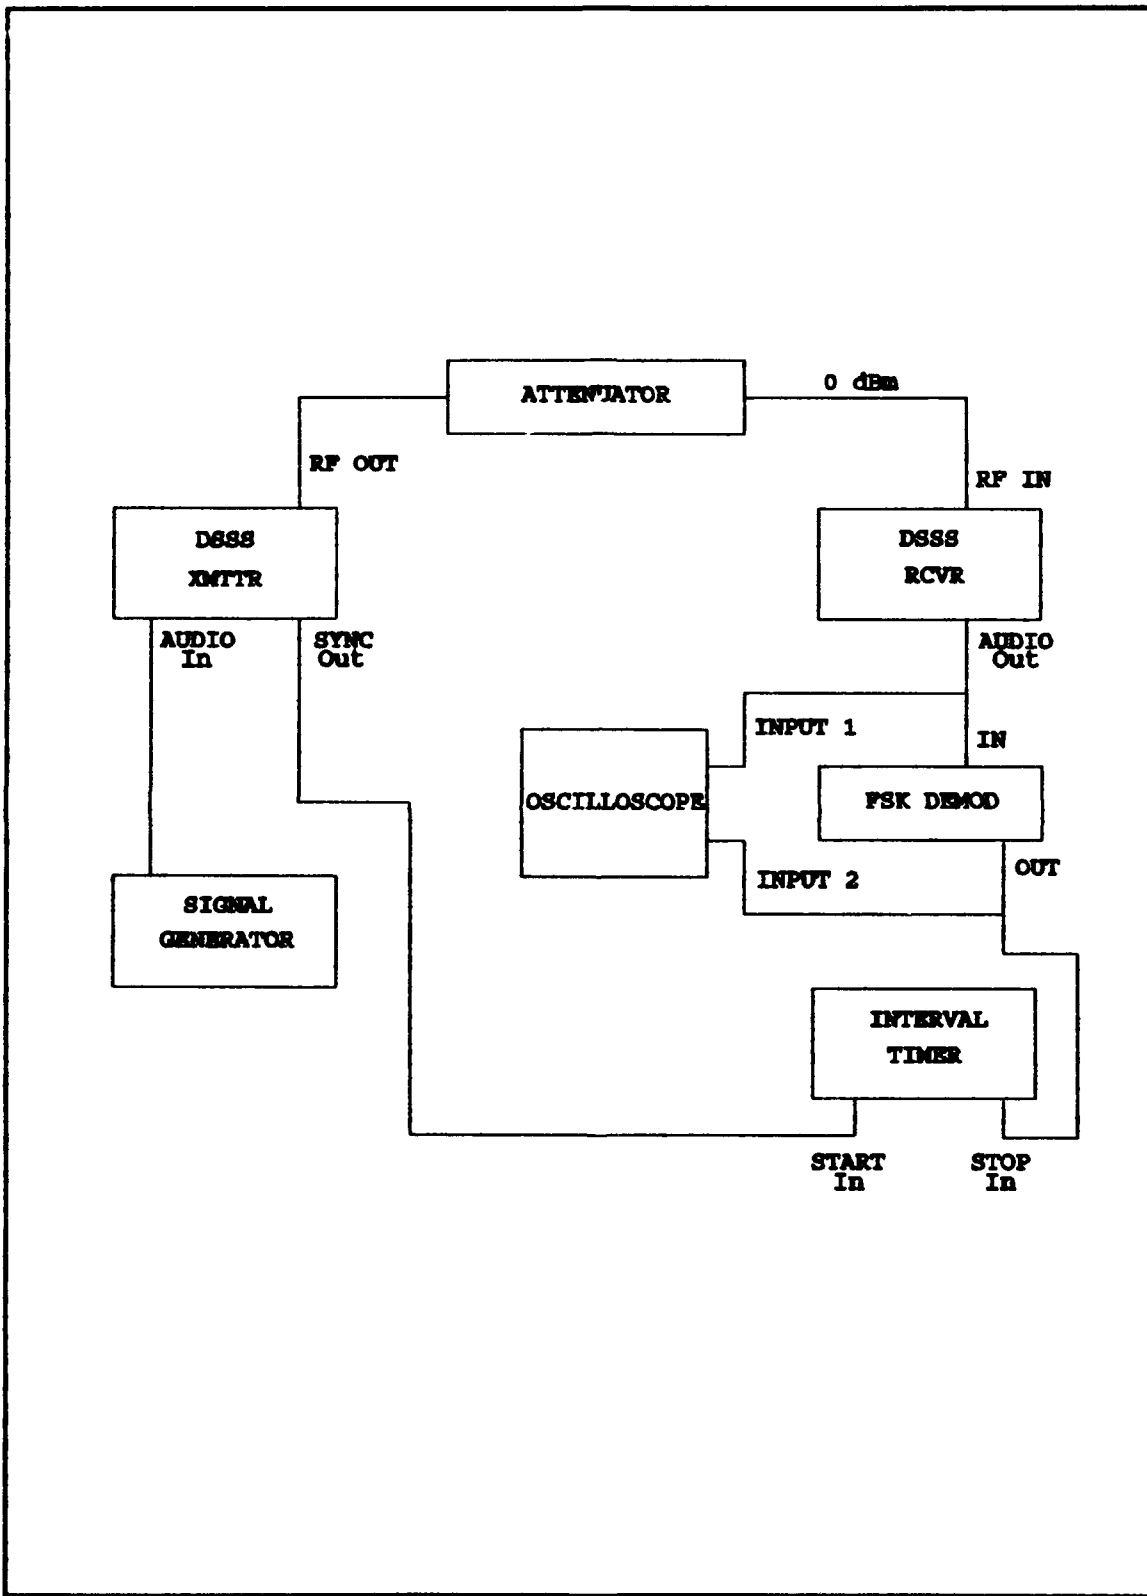 ATTENUATOR
0 dBm
RF OUT
RF IN
DSSS
XMTTR
DSSS
RCVR
AUDIO
In
SYNC
Out
AUDIO
Out
INPUT 1
IN
OSCILLOSCOPE
FSK DEMOD
INPUT 2
OUT
SIGNAL
GENERATOR
INTERVAL
TIMER
START
In
STOP
In